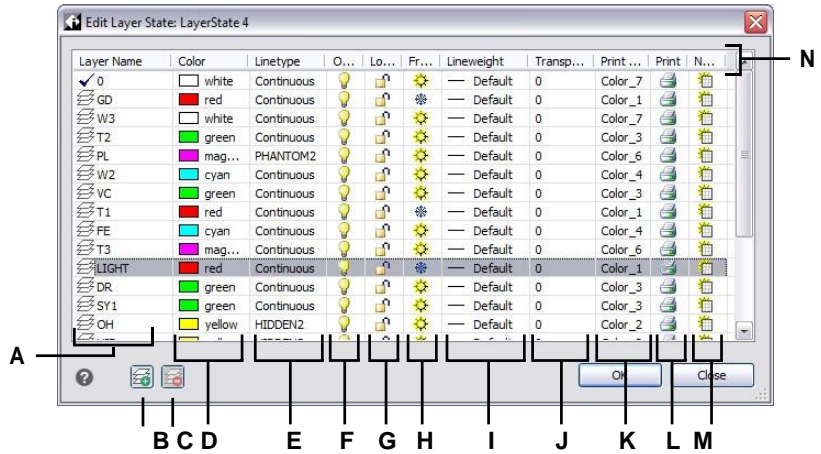 Edit Layer State: LayerState 4
Layer Name Color Linetype O... Lo... Fr... Lineweight Transp... Print ... Print N...
N
0 white Continuous Default 0 Color_7
GD red Continuous Default 0 Color_1
W3 white Continuous Default 0 Color_7
T2 green Continuous Default 0 Color_3
PL mag... PHANTOM2 Default 0 Color_6
W2 cyan Continuous Default 0 Color_4
VC green Continuous Default 0 Color_3
T1 red Continuous Default 0 Color_1
FE cyan Continuous Default 0 Color_4
T3 mag... Continuous Default 0 Color_6
LIGHT red Continuous Default 0 Color_1
DR green Continuous Default 0 Color_3
SY1 green Continuous Default 0 Color_3
OH yellow HIDDEN2 Default 0 Color_2
A
? OK Close
B C D E F G H I J K L M